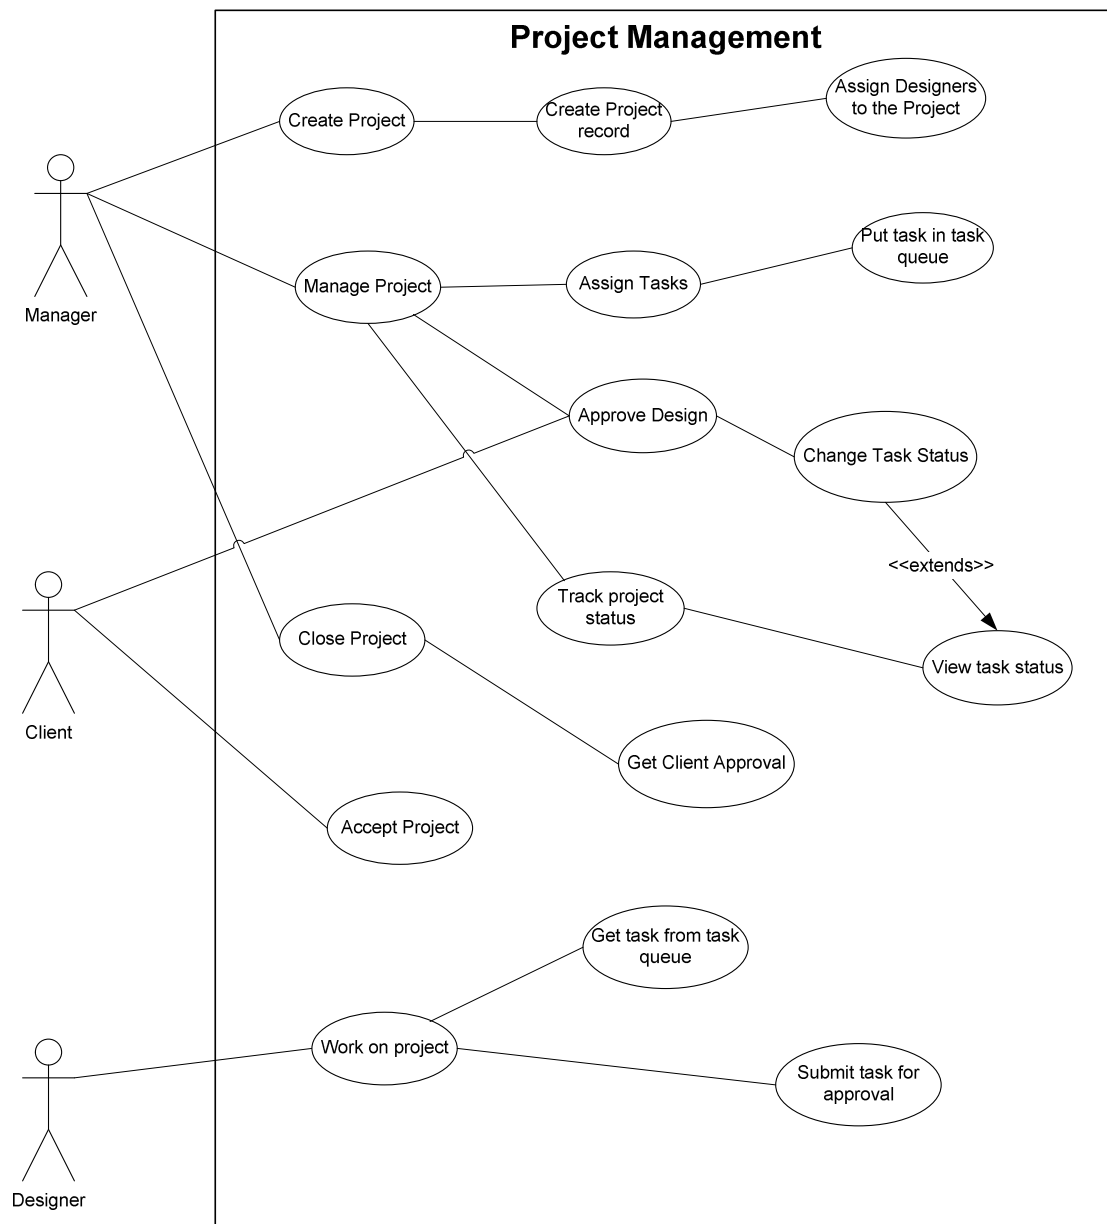 Project Management
Create Project
Create Project
record
Assign Designers
to the Project
Manager
Manage Project
Assign Tasks
Put task in task
queue
Approve Design
Change Task Status
<<extends>>
Client
Close Project
Track project
status
View task status
Get Client Approval
Accept Project
Get task from task
queue
Designer
Work on project
Submit task for
approval